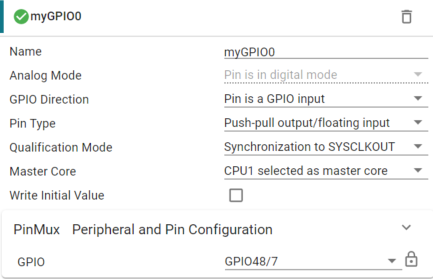 myGPIO0
Name myGPIO0
Analog Mode Pin is in digital mode
GPIO Direction Pin is a GPIO input
Pin Type Push-pull output/floating input
Qualification Mode Synchronization to SYSCLKOUT
Master Core CPU1 selected as master core
Write Initial Value
PinMux Peripheral and Pin Configuration
GPIO GPIO48/7